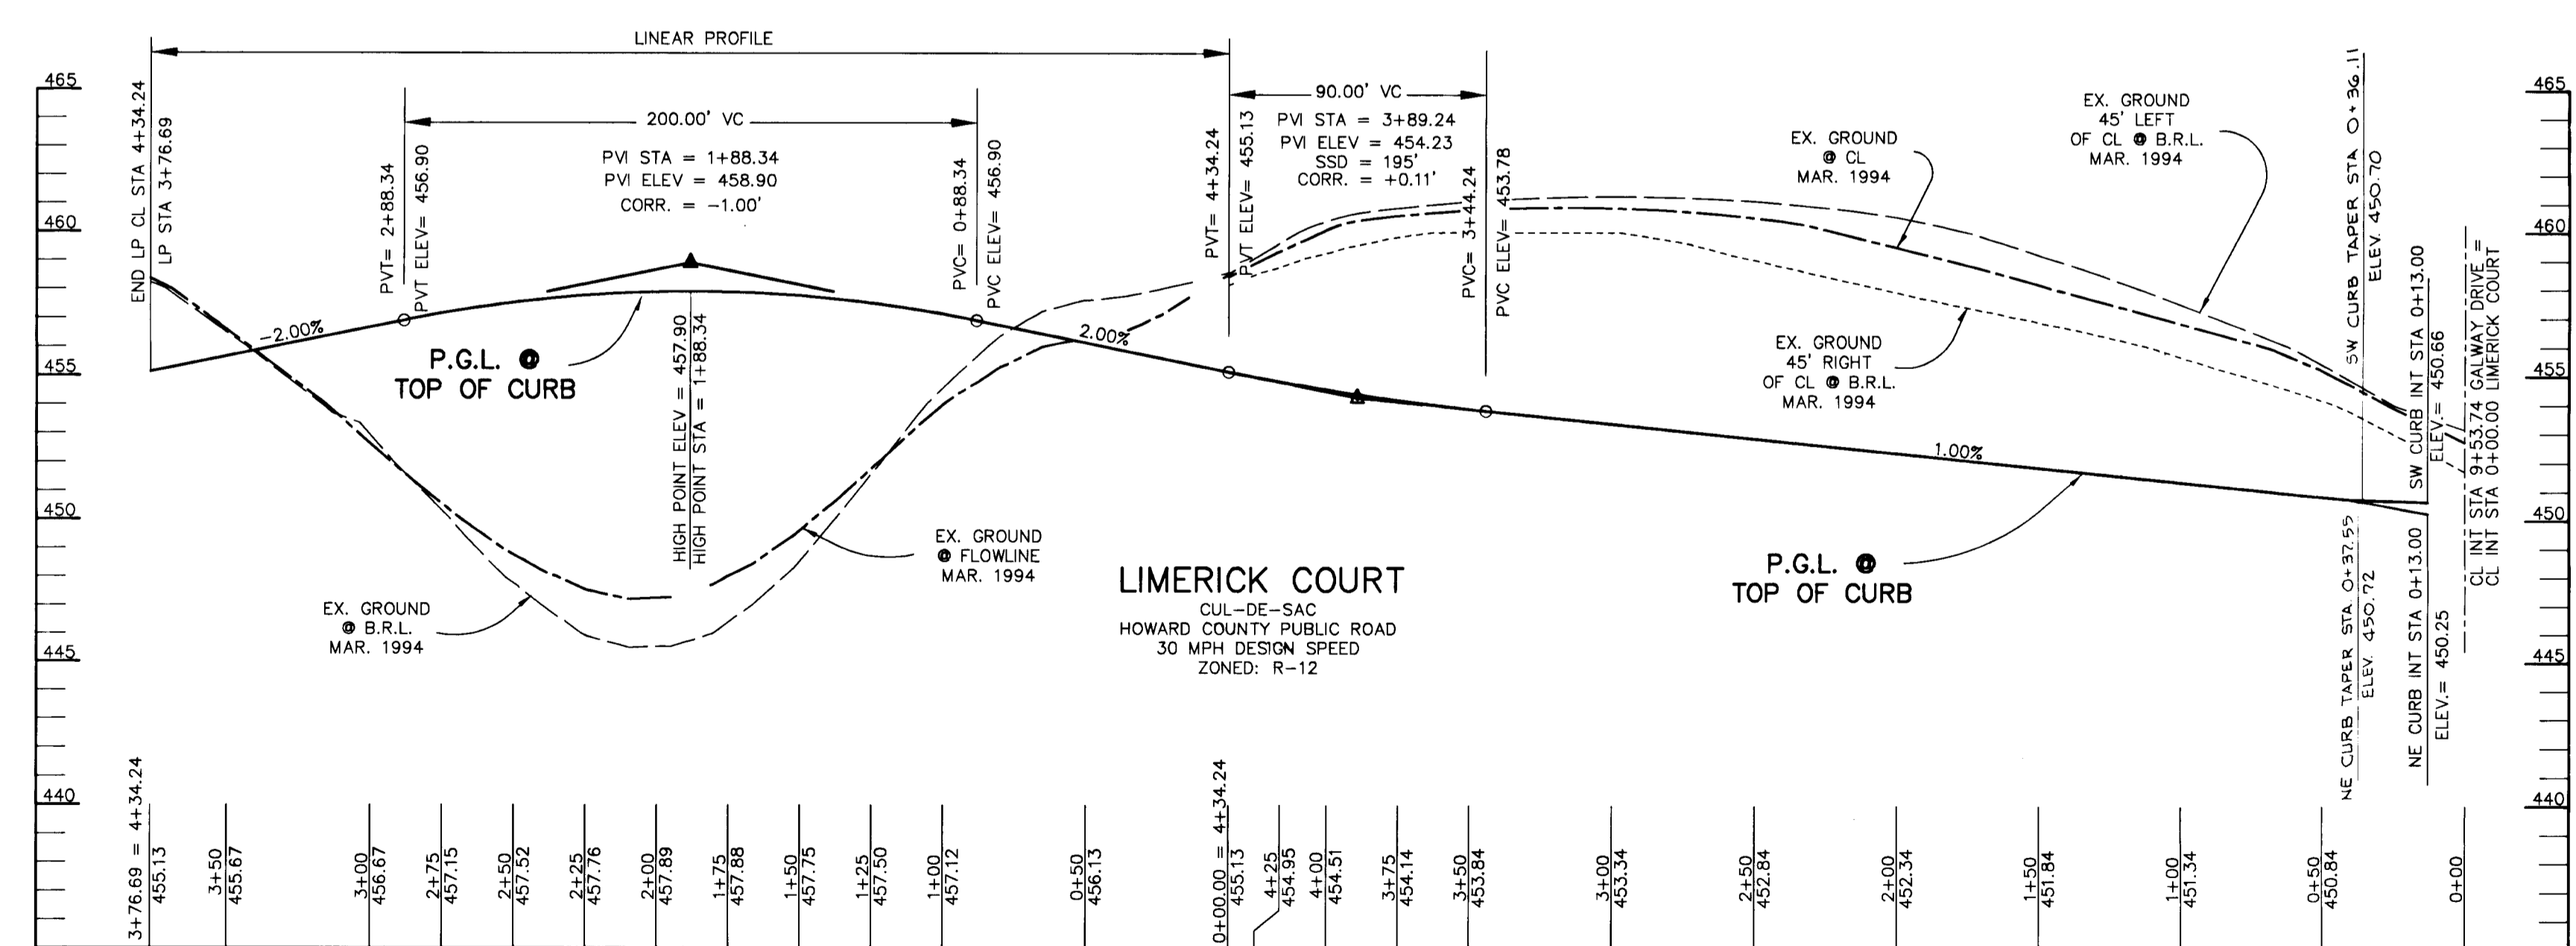 LINEAR PROFILE
465
465
END LP CL STA 4+34.24
LP STA 3+76.69
200.00' VC
PVI STA = 1+88.34
PVI ELEV = 458.90
CORR. = -1.00'
PVT= 2+88.34
PVT ELEV= 456.90
PVC= 0+88.34
PVC ELEV= 456.90
90.00' VC
PVI STA = 3+89.24
PVI ELEV = 454.23
SSD = 195'
CORR. = +0.11'
PVT= 4+34.24
PVT ELEV= 455.13
PVC= 3+44.24
PVC ELEV= 453.78
EX. GROUND
@ CL
MAR. 1994
EX. GROUND
45' LEFT
OF CL @ B.R.L.
MAR. 1994
SW CURB TAPER STA 0+36.11
ELEV. 450.70
460
460
-2.00%
P.G.L. @
TOP OF CURB
HIGH POINT ELEV = 457.90
HIGH POINT STA = 1+88.34
2.00%
EX. GROUND
45' RIGHT
OF CL @ B.R.L.
MAR. 1994
SW CURB INT STA 0+13.00
ELEV.= 450.66
CL INT STA 9+53.74 GALWAY DRIVE =
CL INT STA 0+00.00 LIMERICK COURT
455
455
1.00%
450
450
EX. GROUND
@ FLOWLINE
MAR. 1994
EX. GROUND
@ B.R.L.
MAR. 1994
LIMERICK COURT
CUL-DE-SAC
HOWARD COUNTY PUBLIC ROAD
30 MPH DESIGN SPEED
ZONED: R-12
P.G.L. @
TOP OF CURB
NE CURB TAPER STA. 0+37.55
ELEV. 450.72
NE CURB INT STA 0+13.00
ELEV.= 450.25
445
445
440
440
3+76.69 = 4+34.24
455.13
3+50
455.67
3+00
456.67
2+75
457.15
2+50
457.52
2+25
457.76
2+00
457.89
1+75
457.88
1+50
457.75
1+25
457.50
1+00
457.12
0+50
456.13
0+00.00 = 4+34.24
455.13
4+25
454.95
4+00
454.51
3+75
454.14
3+50
453.84
3+00
453.34
2+50
452.84
2+00
452.34
1+50
451.84
1+00
451.34
0+50
450.84
0+00